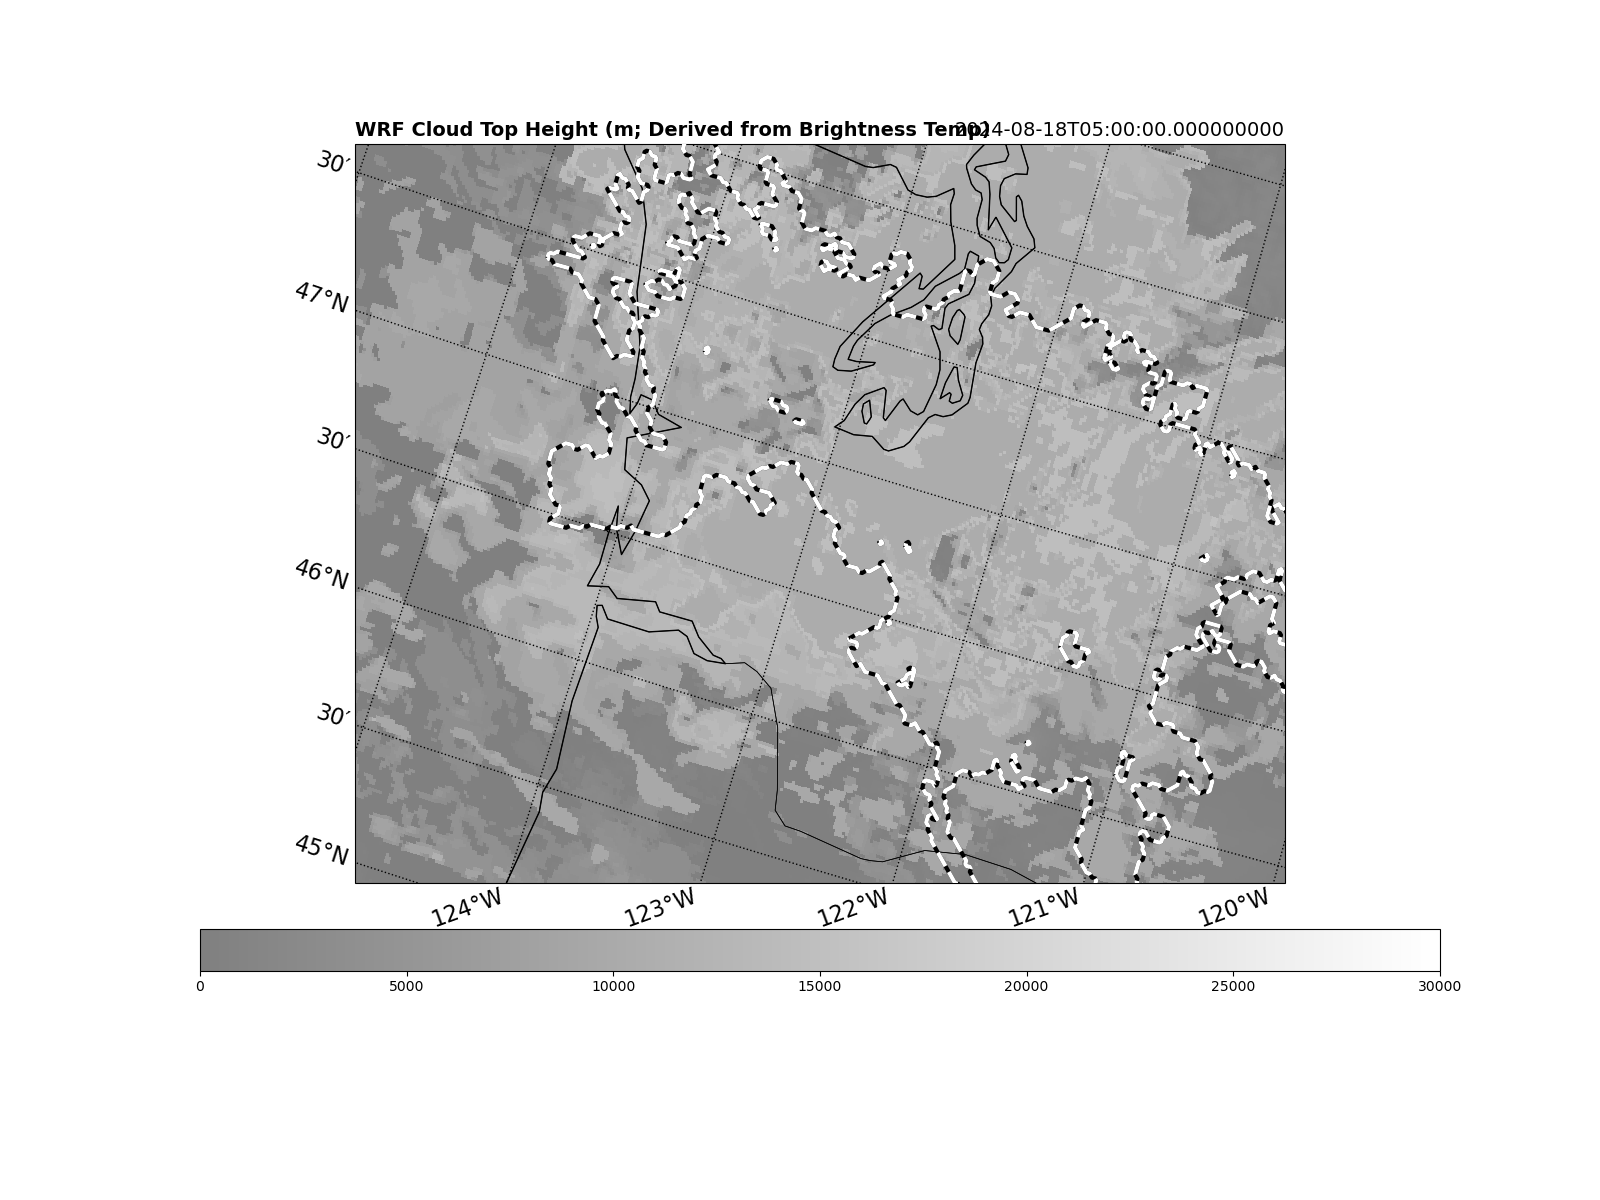 WRF Cloud Top Height (m; Derived from Brightness Temp)
2024-08-18T05:00:00.000000000
30′
47°N
30′
46°N
30′
45°N
124°W 123°W 122°W 121°W 120°W
0 5000 10000 15000 20000 25000 30000